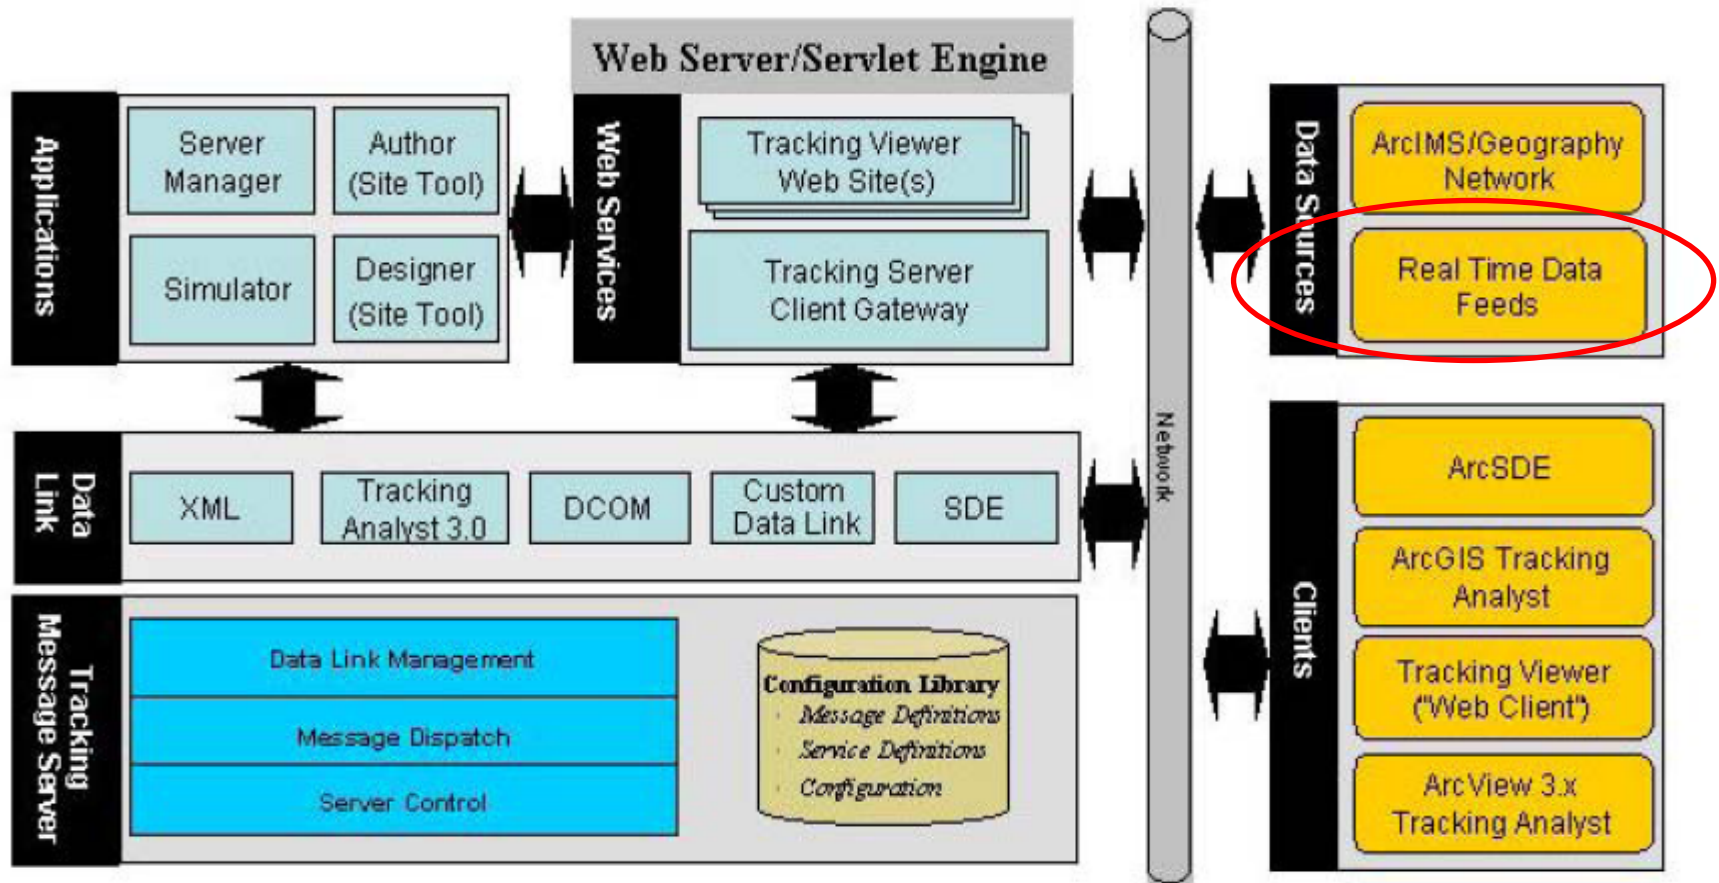 Web Server/Servlet Engine
Applications
Server
Manager
Author
(Site Tool)
Simulator
Designer
(Site Tool)
Web Services
Tracking Viewer
Web Site(s)
Tracking Server
Client Gateway
Network
Data Sources
ArcIMS/Geography
Network
Real Time Data
Feeds
Data
Link
XML
Tracking
Analyst 3.0
DCOM
Custom
Data Link
SDE
Tracking
Message Server
Data Link Management
Message Dispatch
Server Control
Configuration Library
· Message Definitions
· Service Definitions
· Configuration
Clients
ArcSDE
ArcGIS Tracking
Analyst
Tracking Viewer
("Web Client")
ArcView 3.x
Tracking Analyst